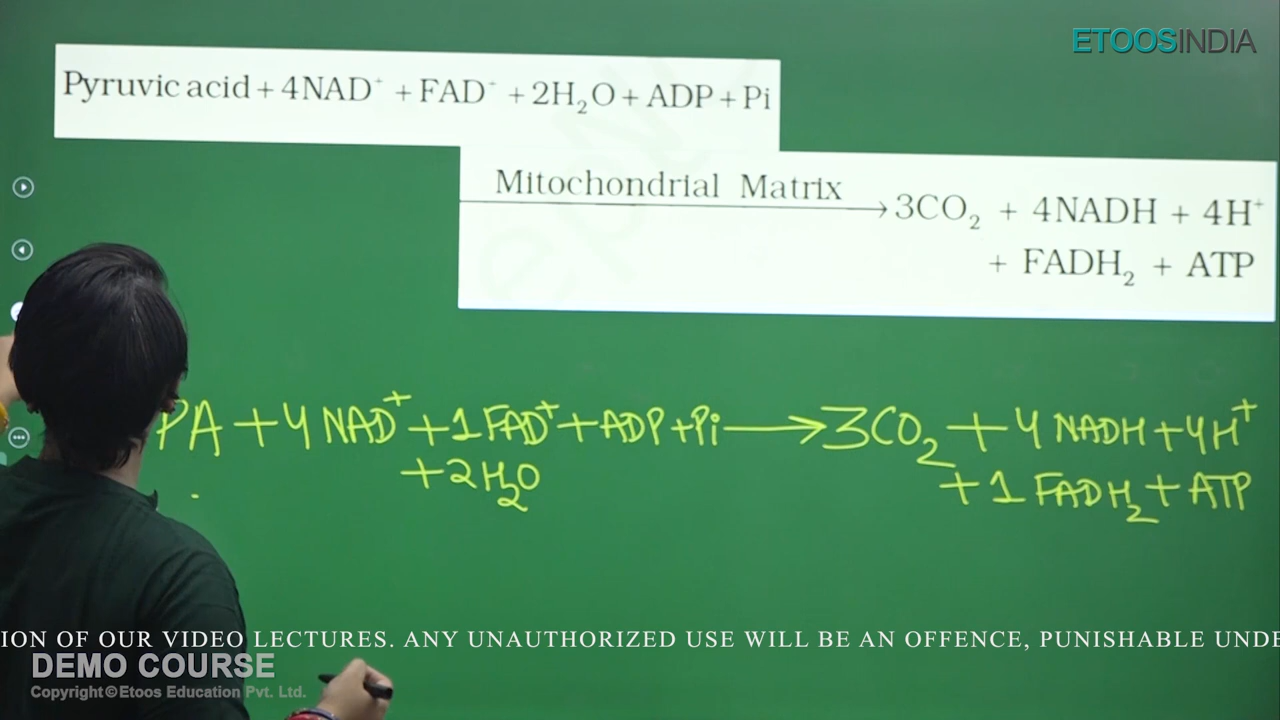 ETOOSINDIA
Pyruvic acid + 4NAD⁺ + FAD⁺ + 2H₂O + ADP + Pi
Mitochondrial Matrix
→ 3CO₂ + 4NADH + 4H⁺
+ FADH₂ + ATP
PA + 4 NAD⁺ + 1 FAD⁺ + ADP + Pi → 3CO₂ + 4 NADH + 4H⁺
+ 2H₂O + 1 FADH₂ + ATP
ION OF OUR VIDEO LECTURES. ANY UNAUTHORIZED USE WILL BE AN OFFENCE, PUNISHABLE UNDE
DEMO COURSE
Copyright © Etoos Education Pvt. Ltd.